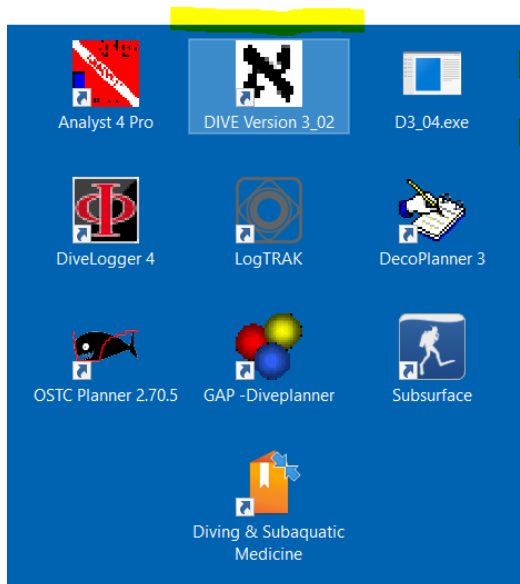 Analyst 4 Pro
DIVE Version 3_02
D3_04.exe
DiveLogger 4
LogTRAK
DecoPlanner 3
OSTC Planner 2.70.5
GAP -Diveplanner
Subsurface
Diving & Subaquatic
Medicine